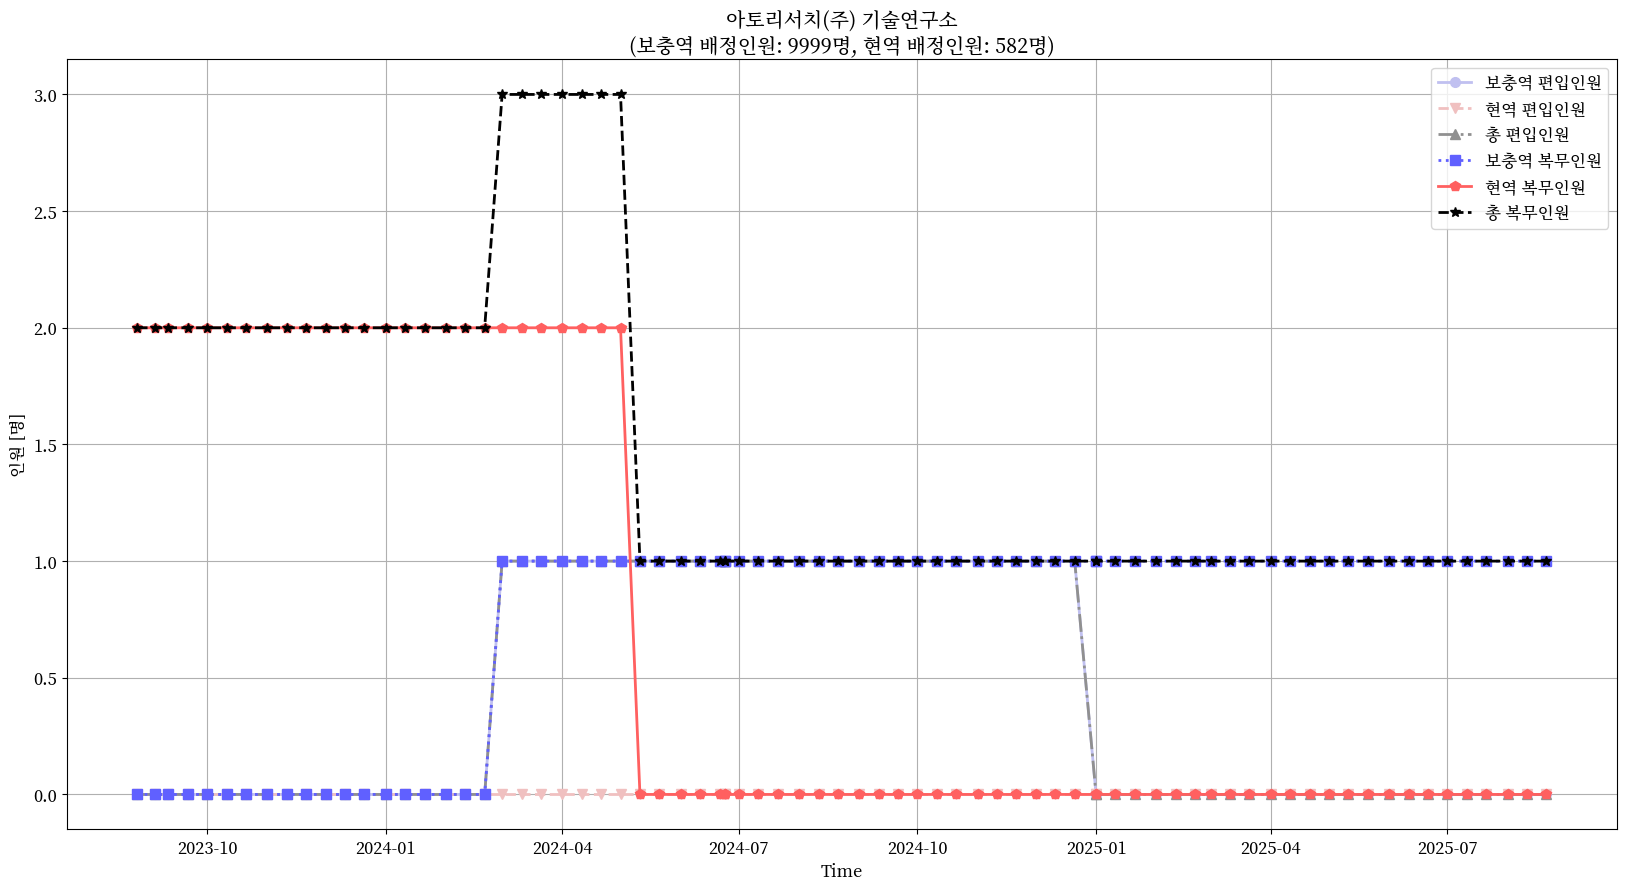 아토리서치(주) 기술연구소
(보충역 배정인원: 9999명, 현역 배정인원: 582명)
보충역 편입인원
현역 편입인원
총 편입인원
보충역 복무인원
현역 복무인원
총 복무인원
인원 [명]
3.0
2.5
2.0
1.5
1.0
0.5
0.0
2023-10
2024-01
2024-04
2024-07
2024-10
2025-01
2025-04
2025-07
Time